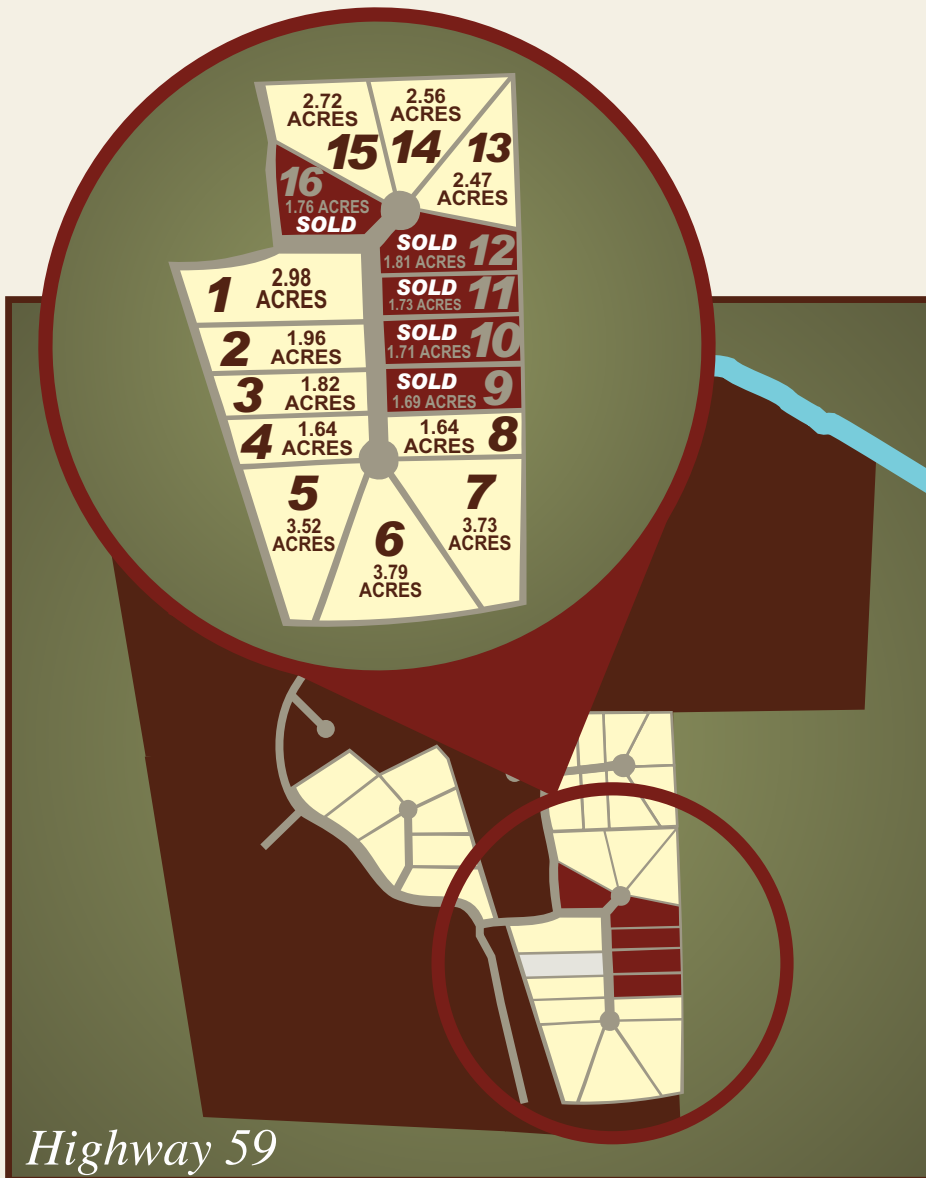 2.72
ACRES
15
2.56
ACRES
14
13
2.47
ACRES
16
1.76 ACRES
SOLD
SOLD
1.81 ACRES
12
SOLD
1.73 ACRES
11
SOLD
1.71 ACRES
10
SOLD
1.69 ACRES
9
1
2.98
ACRES
2
1.96
ACRES
3
1.82
ACRES
4
1.64
ACRES
1.64
ACRES
8
5
3.52
ACRES
6
3.79
ACRES
7
3.73
ACRES
Highway 59